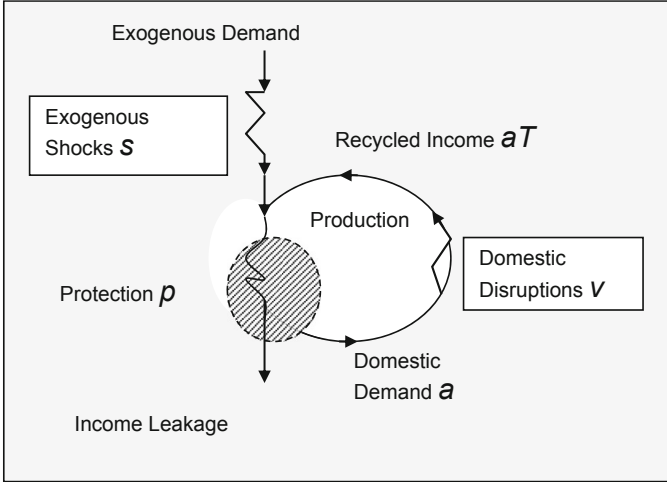 Exogenous Demand
Exogenous
Shocks s
Recycled Income aT
Production
Domestic
Disruptions v
Protection p
Domestic
Demand a
Income Leakage